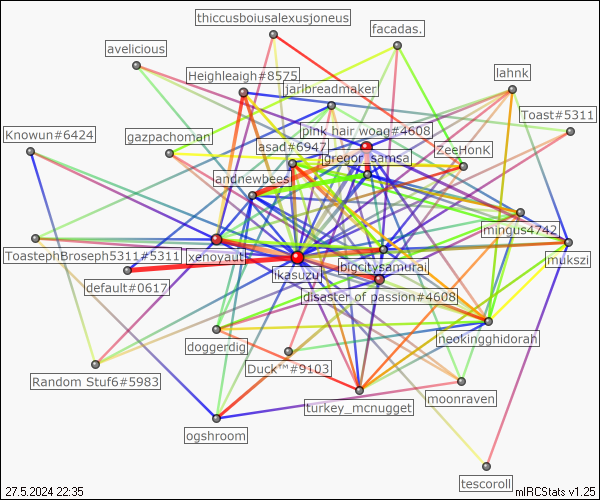 thiccusboiusalexusjoneus
facadas.
avelicious
Heighleigh#8575
jarlbreadmaker
lahnk
Toast#5311
Knowun#6424
gazpachoman
pink hair woag#4608
asad#6947
gregor_samsa
ZeeHonK
andnewbees
mingus4742
ToastephBroseph5311#5311
xenoyaut
ikasuzu
bigcitysamurai
mukszi
default#0617
disaster of passion#4608
doggerdig
neokingghidorah
Duck™#9103
Random Stuf6#5983
moonraven
turkey_mcnugget
ogshroom
tescoroll
27.5.2024 22:35
mIRCStats v1.25